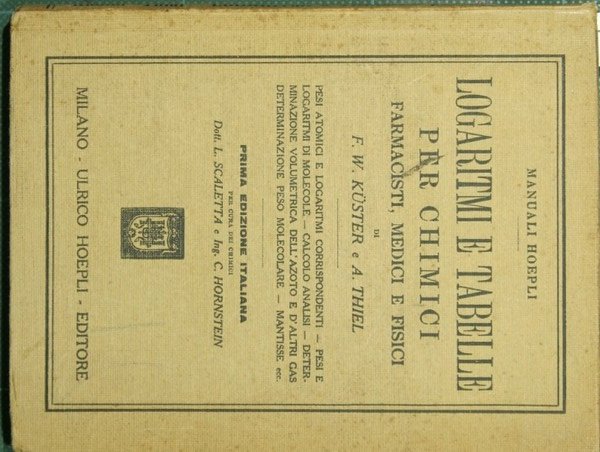 MANUALI HOEPLI
LOGARITMI E TABELLE
PER CHIMICI
FARMACISTI, MEDICI E FISICI
DI
F. W. KÜSTER e A. THIEL
PESI ATOMICI E LOGARITMI CORRISPONDENTI — PESI E
LOGARITMI DI MOLECOLE — CALCOLO ANALISI — DETER-
MINAZIONE VOLUMETRICA DELL'AZOTO E D'ALTRI GAS
DETERMINAZIONE PESO MOLECOLARE — MANTISSE ecc.
PRIMA EDIZIONE ITALIANA
PER CURA DEI CHIMICI
Dott. L. SCALETTA e Ing. C. HORNSTEIN
MILANO - ULRICO HOEPLI - EDITORE